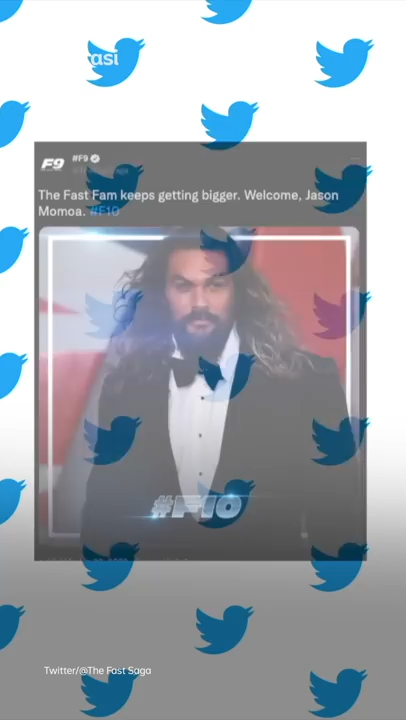 asi
F9 #F9
The Fast Fam keeps getting bigger. Welcome, Jason
Momoa. #F10
#F10
Twitter/@The Fast Saga